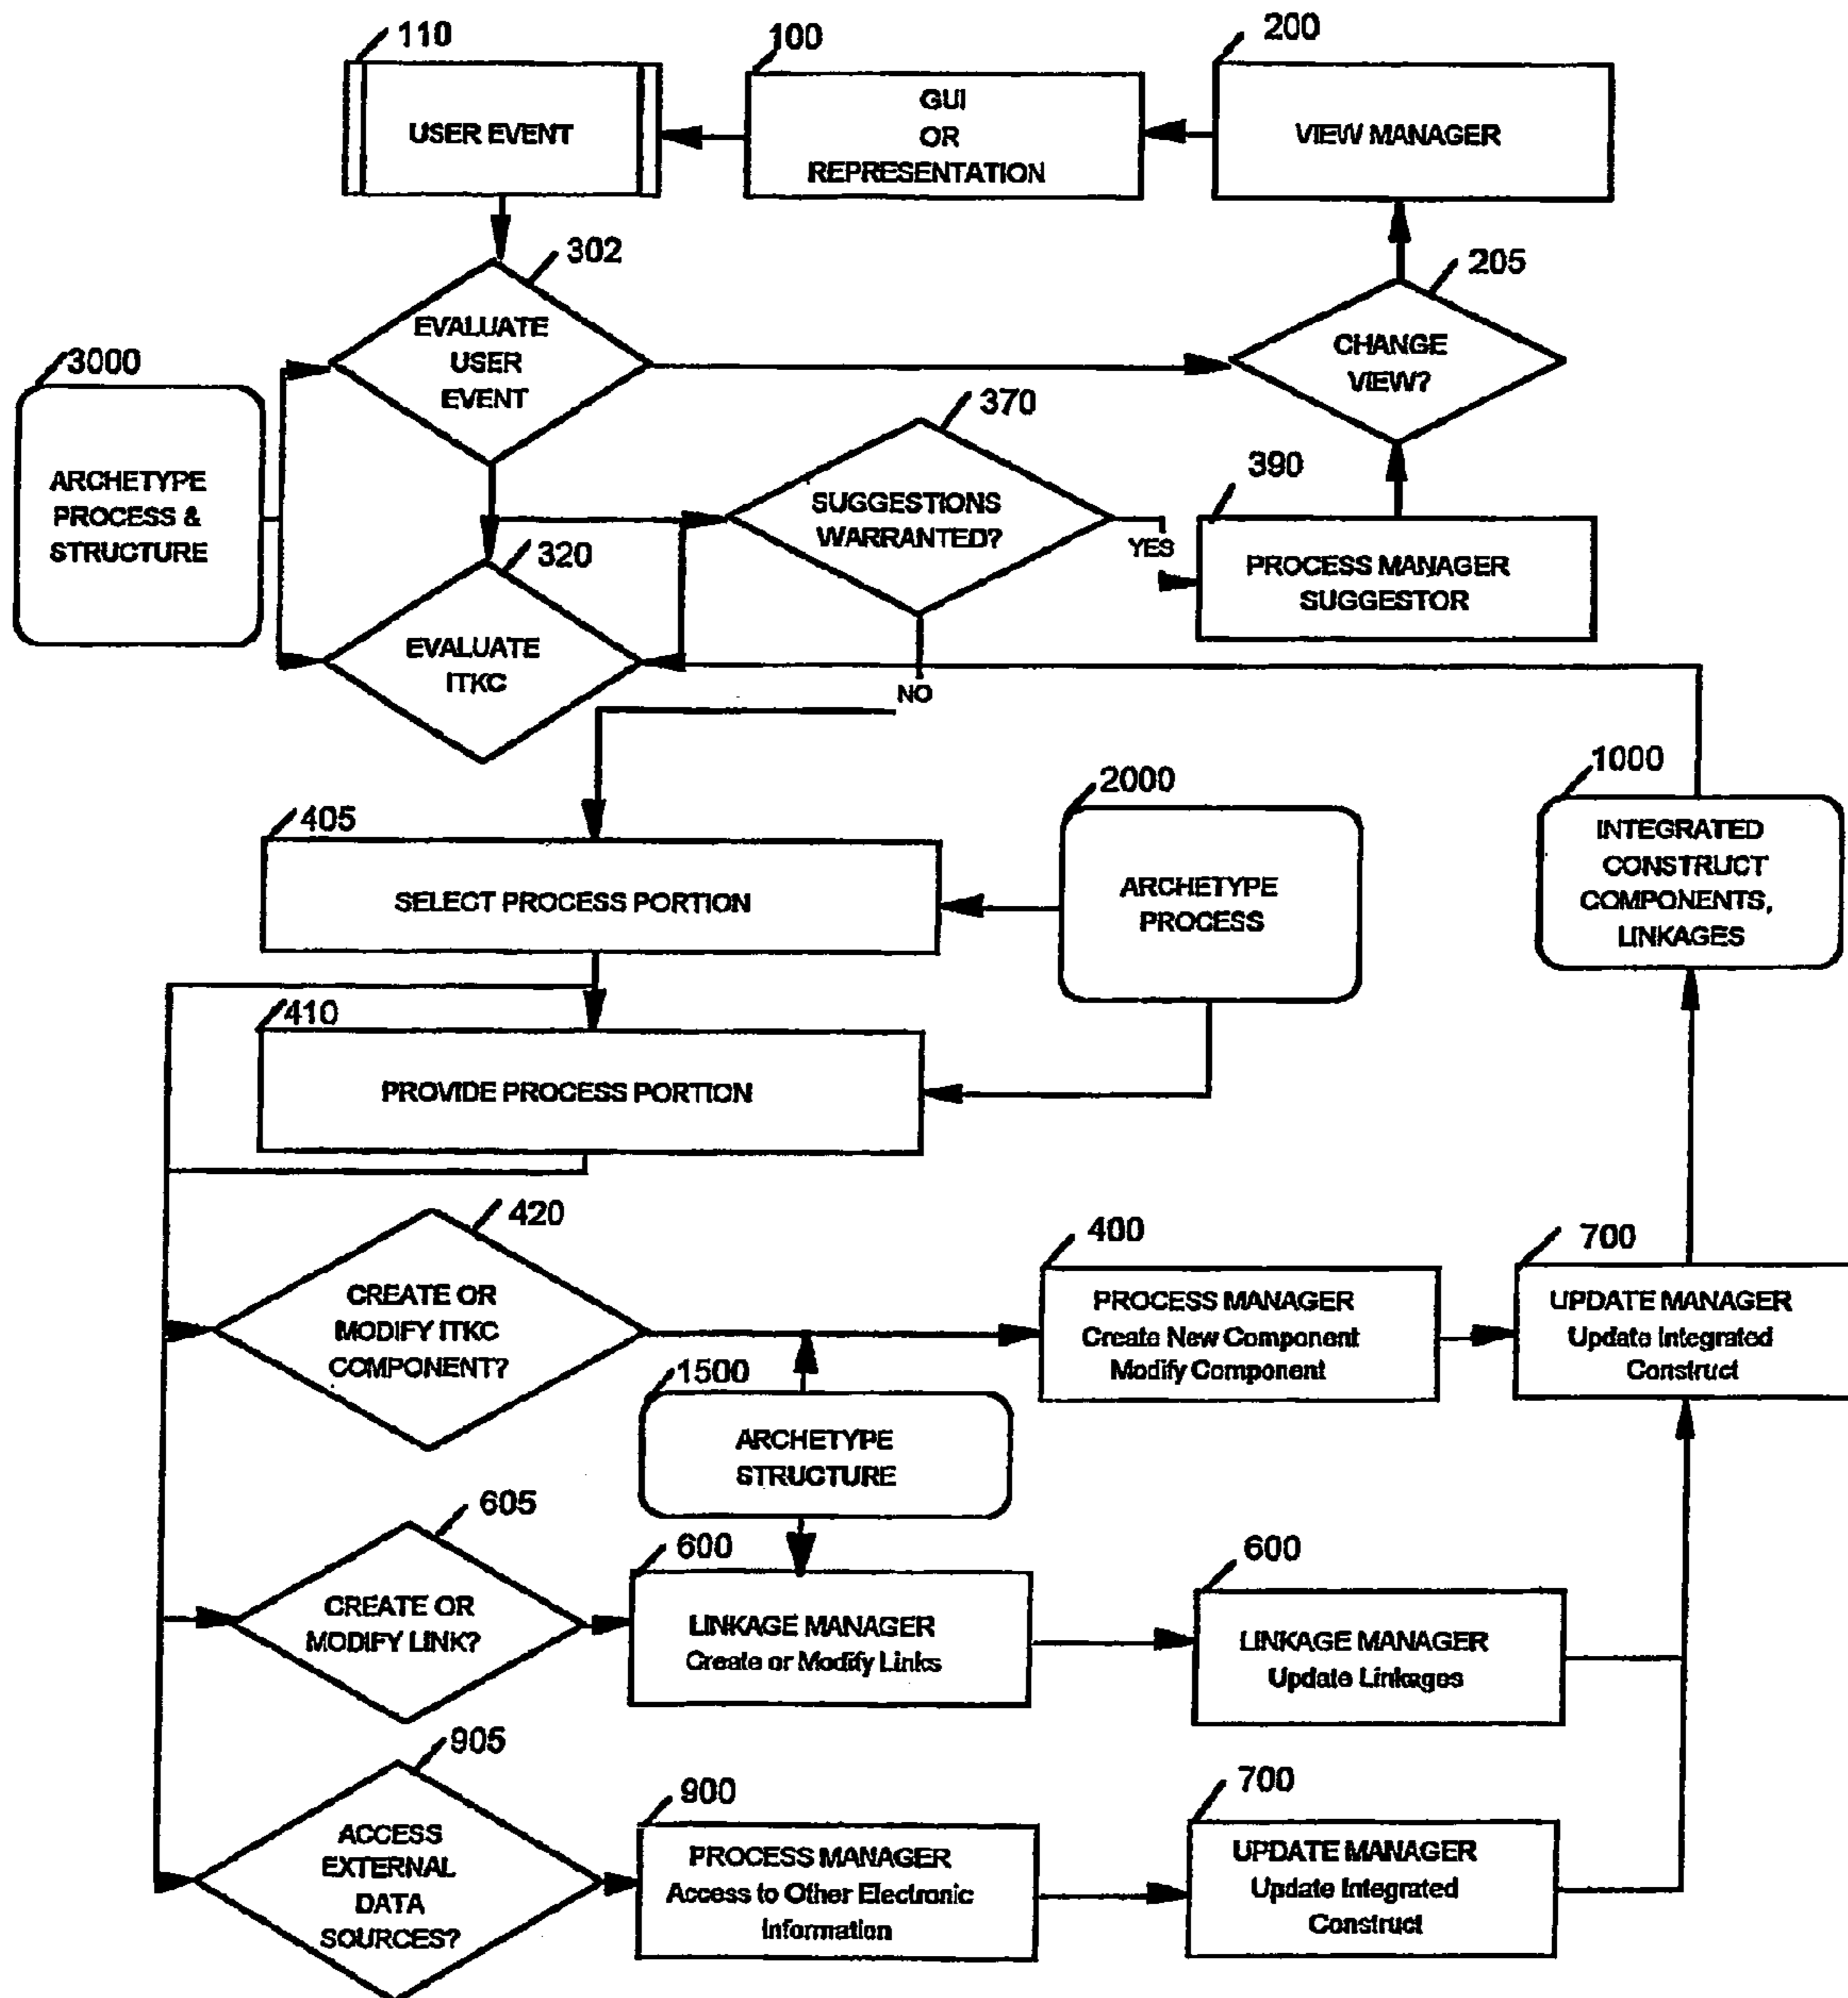 110
100
200
USER EVENT
GUI
OR
REPRESENTATION
VIEW MANAGER
302
205
EVALUATE
USER
EVENT
CHANGE
VIEW?
3000
ARCHETYPE
PROCESS &
STRUCTURE
370
SUGGESTIONS
WARRANTED?
YES
NO
390
PROCESS MANAGER
SUGGESTOR
320
EVALUATE
ITKC
405
SELECT PROCESS PORTION
2000
ARCHETYPE
PROCESS
1000
INTEGRATED
CONSTRUCT
COMPONENTS,
LINKAGES
410
PROVIDE PROCESS PORTION
420
CREATE OR
MODIFY ITKC
COMPONENT?
400
PROCESS MANAGER
Create New Component
Modify Component
700
UPDATE MANAGER
Update Integrated
Construct
1500
ARCHETYPE
STRUCTURE
605
CREATE OR
MODIFY LINK?
600
LINKAGE MANAGER
Create or Modify Links
600
LINKAGE MANAGER
Update Linkages
905
ACCESS
EXTERNAL
DATA
SOURCES?
900
PROCESS MANAGER
Access to Other Electronic
Information
700
UPDATE MANAGER
Update Integrated
Construct